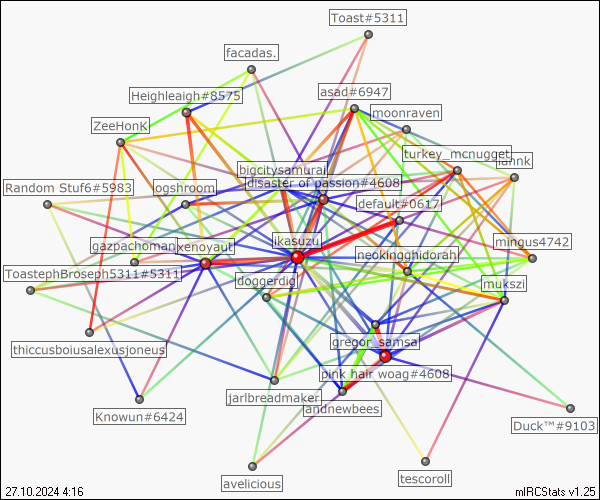 Toast#5311
facadas.
asad#6947
Heighleaigh#8575
moonraven
ZeeHonK
turkey_mcnugget
bigcitysamurai
disaster of passion#4608
Random Stuf6#5983
ogshroom
default#0617
ikasuzu
mingus4742
gazpachoman
xenoyaut
neokingghidorah
ToastephBroseph5311#5311
doggerdig
mukszi
gregor_samsa
thiccusboiusalexusjoneus
pink hair woag#4608
jarlbreadmaker
andnewbees
Knowun#6424
Duck™#9103
avelicious
tescoroll
27.10.2024 4:16
mIRCStats v1.25